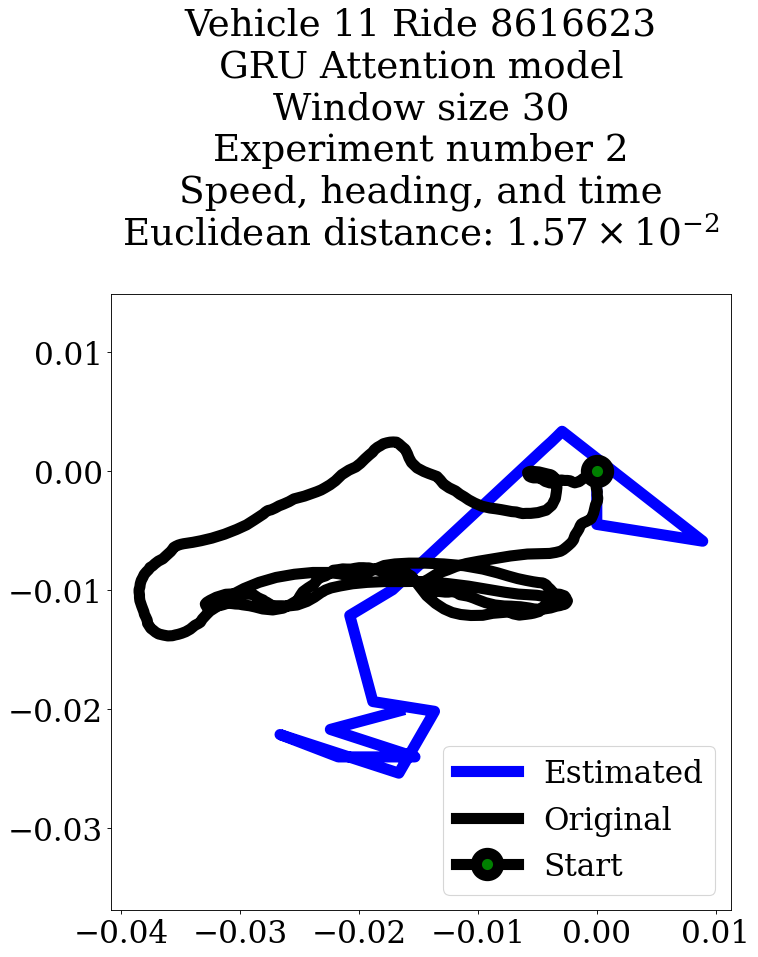 Vehicle 11 Ride 8616623
GRU Attention model
Window size 30
Experiment number 2
Speed, heading, and time
Euclidean distance: 1.57 × 10⁻²
0.01
0.00
−0.01
−0.02
−0.03
Estimated
Original
Start
−0.04 −0.03 −0.02 −0.01 0.00 0.01